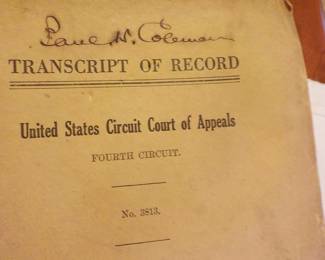 Paul N. Coleman
TRANSCRIPT OF RECORD
United States Circuit Court of Appeals
FOURTH CIRCUIT.
No. 3813.